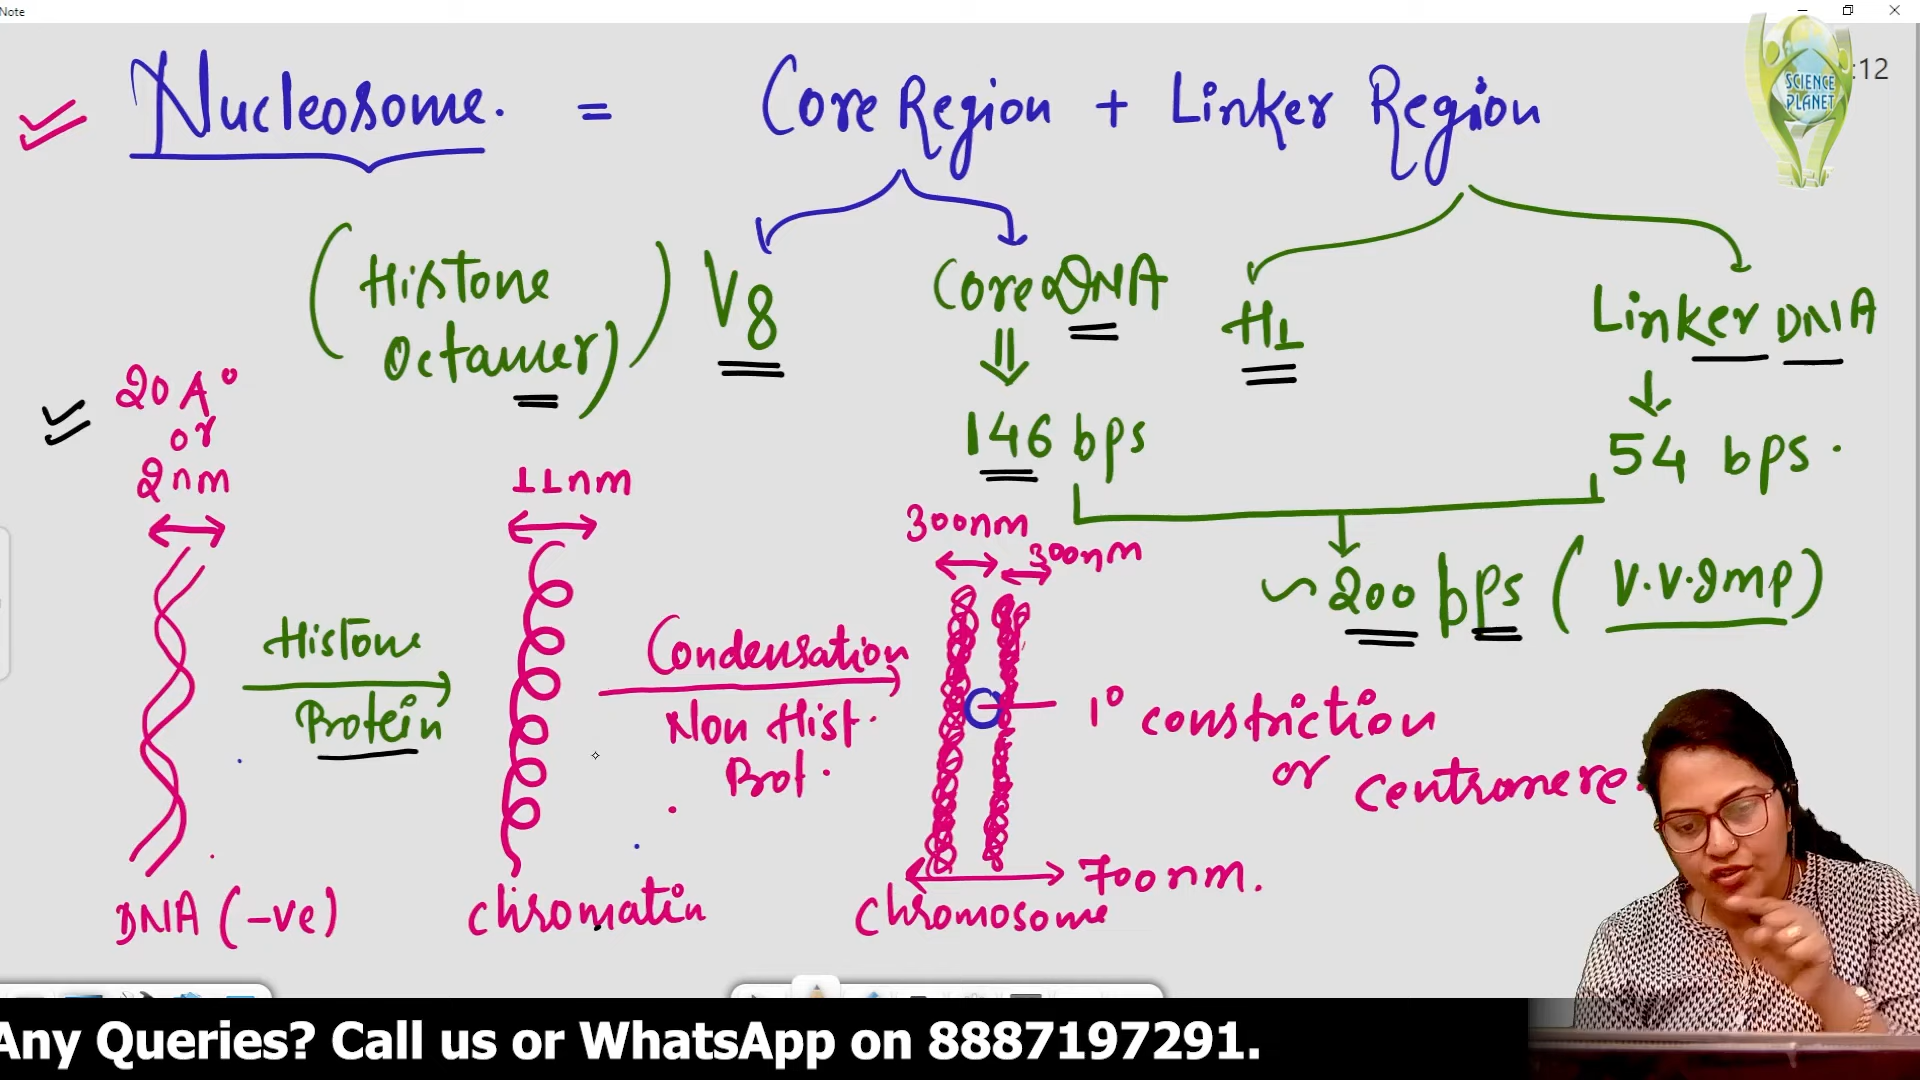 Note
:12
SCIENCE
PLANET
Nucleosome. = Core Region + Linker Region
(Histone
Octamer) V8
Core DNA
146 bps
H1
Linker DNA
54 bps.
~200 bps (V.V.Imp)
20 A°
or
2nm
DNA (-ve)
Histone
Protein
11nm
Chromatin
Condensation
Non Hist.
Prot.
300nm
300nm
1° constriction
or centromere.
700nm.
Chromosome
Any Queries? Call us or WhatsApp on 8887197291.